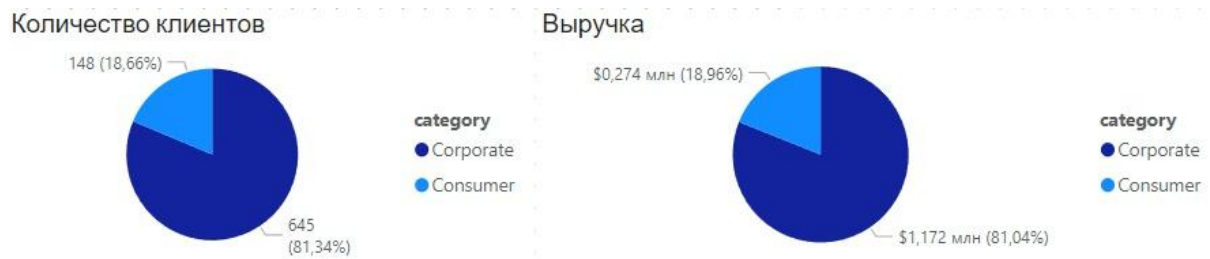 Количество клиентов
148 (18,66%)
645
(81,34%)
category
Corporate
Consumer
Выручка
$0,274 млн (18,96%)
$1,172 млн (81,04%)
category
Corporate
Consumer